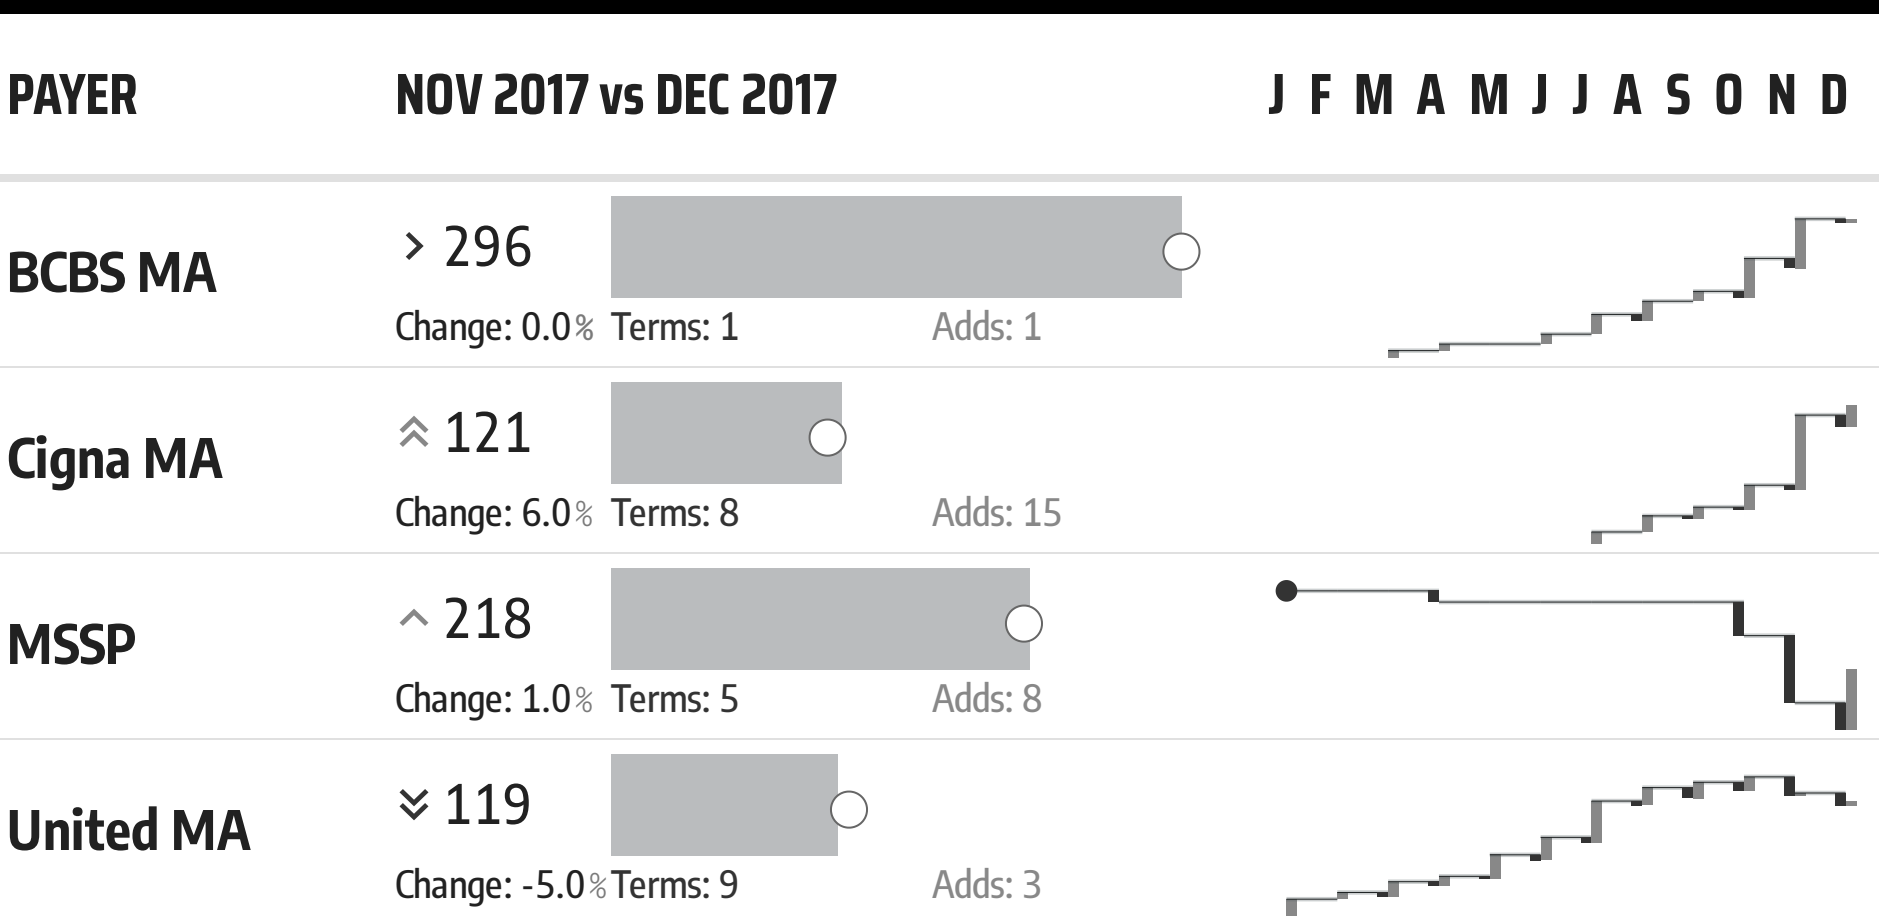 PAYER NOV 2017 vs DEC 2017 J F M A M J J A S O N D
BCBS MA 296
Change: 0.0% Terms: 1 Adds: 1
Cigna MA 121
Change: 6.0% Terms: 8 Adds: 15
MSSP 218
Change: 1.0% Terms: 5 Adds: 8
United MA 119
Change: -5.0% Terms: 9 Adds: 3